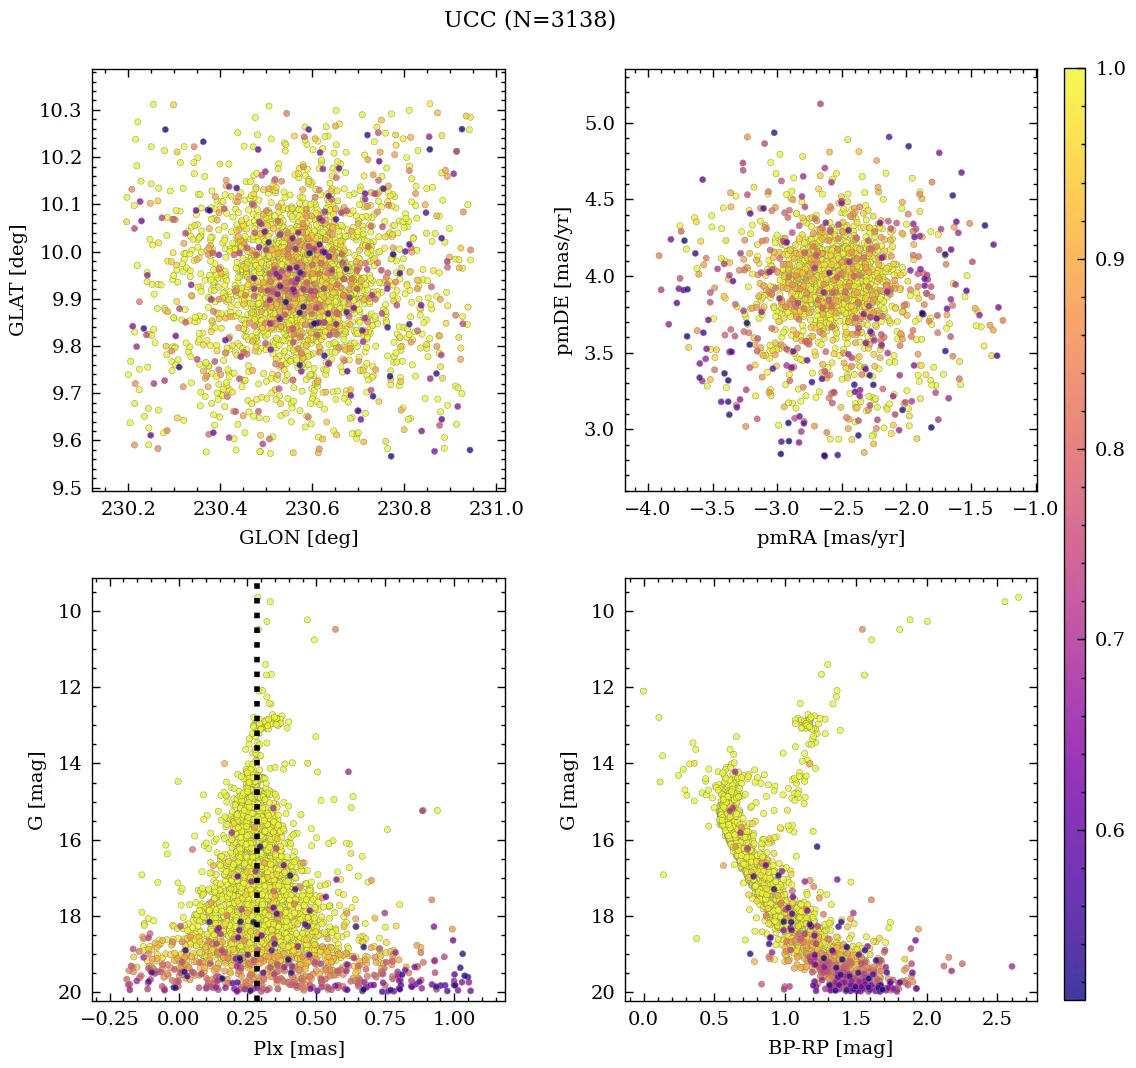 UCC (N=3138)
10.3
10.2
10.1
10.0
9.9
9.8
9.7
9.6
9.5
GLAT [deg]
230.2 230.4 230.6 230.8 231.0
GLON [deg]
5.0
4.5
4.0
3.5
3.0
pmDE [mas/yr]
−4.0 −3.5 −3.0 −2.5 −2.0 −1.5 −1.0
pmRA [mas/yr]
10
12
14
16
18
20
G [mag]
−0.25 0.00 0.25 0.50 0.75 1.00
Plx [mas]
10
12
14
16
18
20
G [mag]
0.0 0.5 1.0 1.5 2.0 2.5
BP-RP [mag]
1.0
0.9
0.8
0.7
0.6